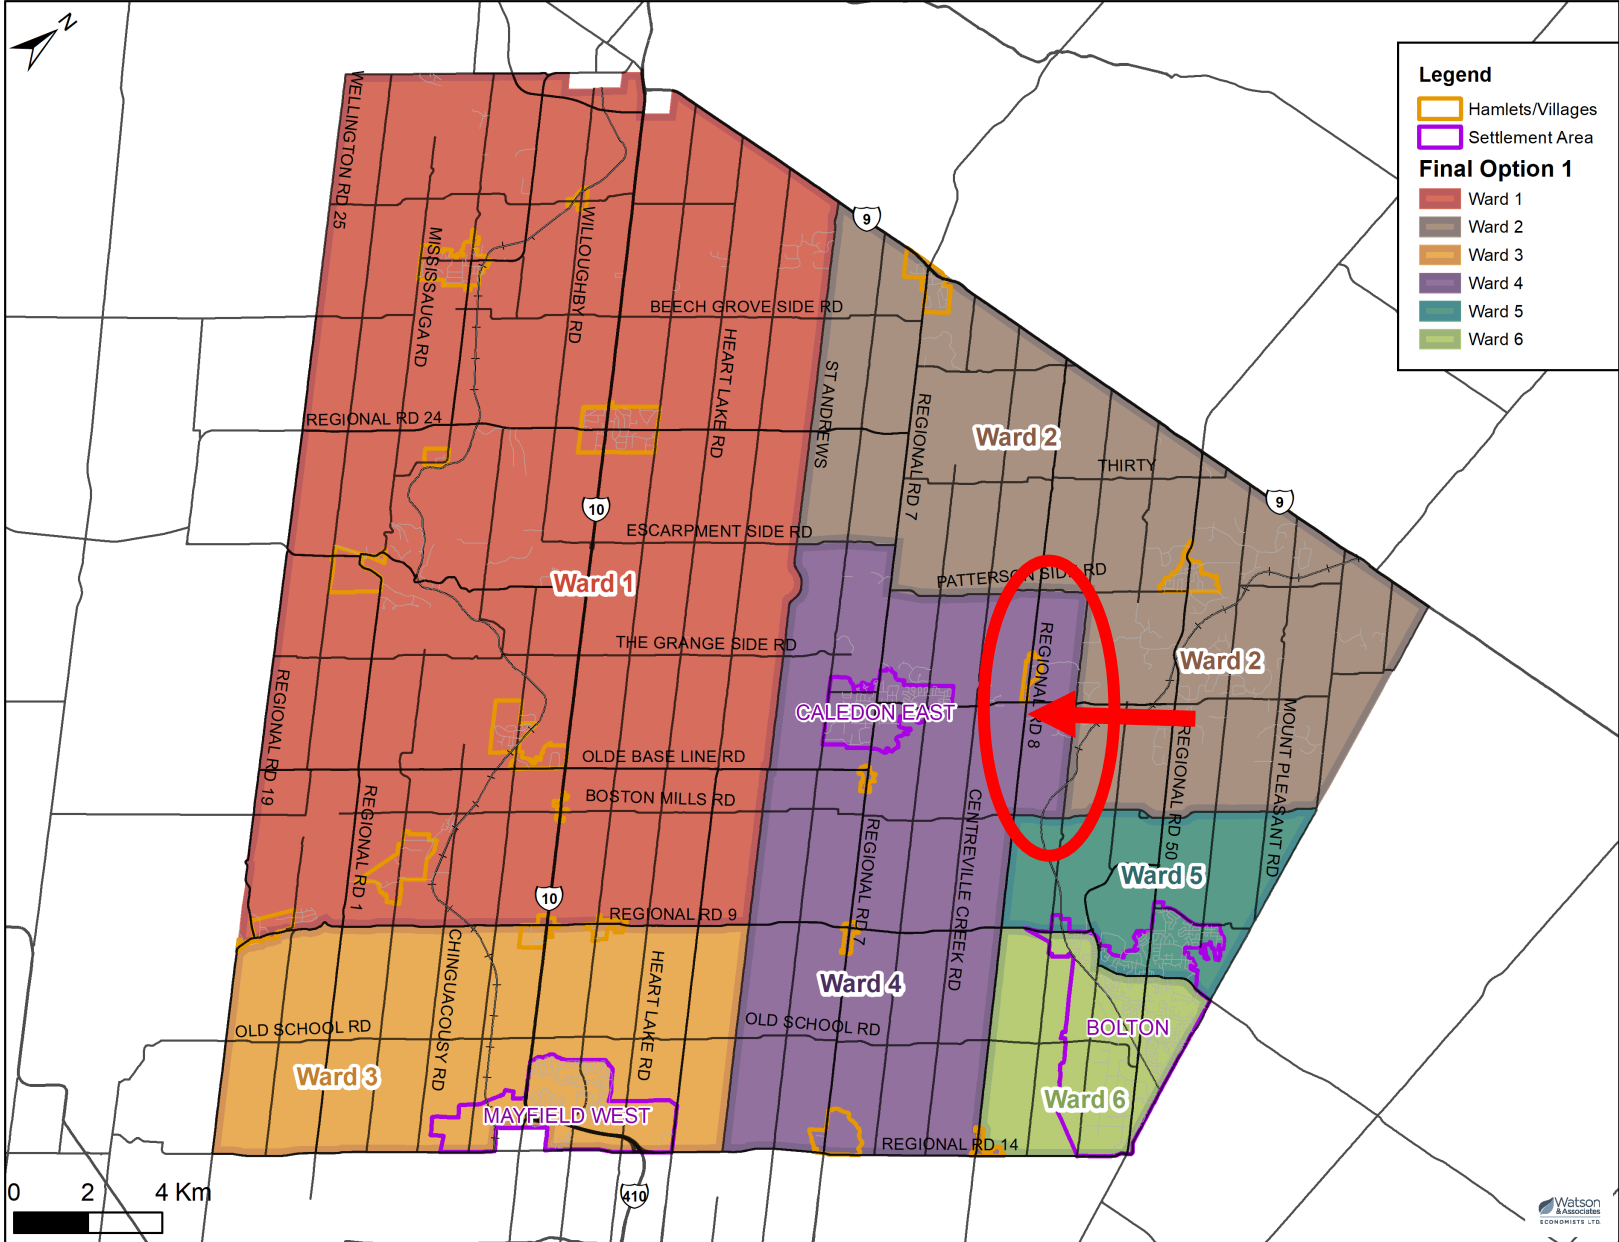 N
Legend
Hamlets/Villages
Settlement Area
Final Option 1
Ward 1
Ward 2
Ward 3
Ward 4
Ward 5
Ward 6
WELLINGTON RD 25
MISSISSAUGA RD
WILLOUGHBY RD
9
BEECH GROVE SIDE RD
HEART LAKE RD
ST ANDREWS
REGIONAL RD 7
REGIONAL RD 24
Ward 2
THIRTY
9
10
ESCARPMENT SIDE RD
Ward 1
PATTERSON SIDE RD
THE GRANGE SIDE RD
REGIONAL RD 8
Ward 2
REGIONAL RD 19
CALEDON EAST
MOUNT PLEASANT RD
REGIONAL RD 50
OLDE BASE LINE RD
BOSTON MILLS RD
REGIONAL RD 1
CENTREVILLE CREEK RD
REGIONAL RD 7
Ward 5
10
REGIONAL RD 9
CHINGUACOUSY RD
HEART LAKE RD
Ward 4
OLD SCHOOL RD
OLD SCHOOL RD
BOLTON
Ward 3
Ward 6
MAYFIELD WEST
REGIONAL RD 14
410
0 2 4 Km
Watson
& Associates
ECONOMISTS LTD.